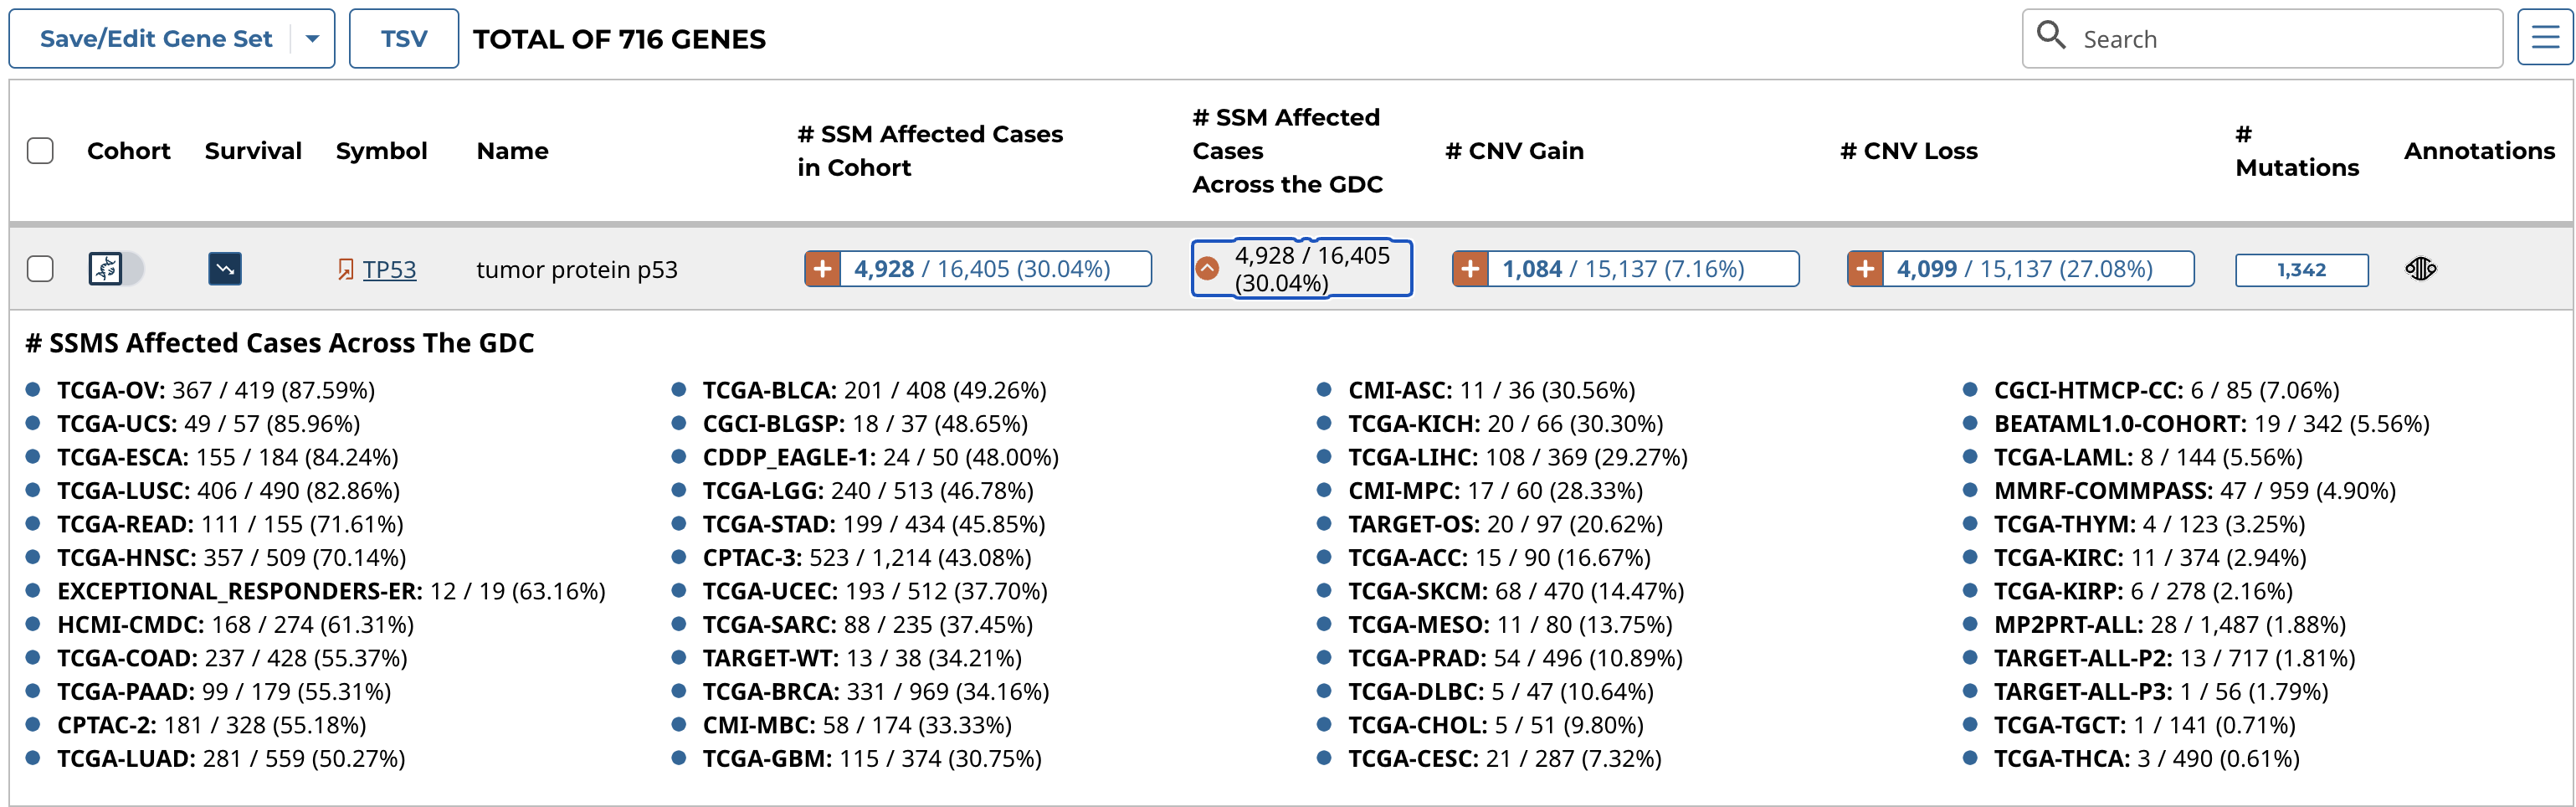 Save/Edit Gene Set
TSV
TOTAL OF 716 GENES
Search
Cohort
Survival
Symbol
Name
# SSM Affected Cases
in Cohort
# SSM Affected
Cases
Across the GDC
# CNV Gain
# CNV Loss
#
Mutations
Annotations
TP53
tumor protein p53
4,928 / 16,405 (30.04%)
4,928 / 16,405
(30.04%)
1,084 / 15,137 (7.16%)
4,099 / 15,137 (27.08%)
1,342
# SSMS Affected Cases Across The GDC
TCGA-OV: 367 / 419 (87.59%)
TCGA-UCS: 49 / 57 (85.96%)
TCGA-ESCA: 155 / 184 (84.24%)
TCGA-LUSC: 406 / 490 (82.86%)
TCGA-READ: 111 / 155 (71.61%)
TCGA-HNSC: 357 / 509 (70.14%)
EXCEPTIONAL_RESPONDERS-ER: 12 / 19 (63.16%)
HCMI-CMDC: 168 / 274 (61.31%)
TCGA-COAD: 237 / 428 (55.37%)
TCGA-PAAD: 99 / 179 (55.31%)
CPTAC-2: 181 / 328 (55.18%)
TCGA-LUAD: 281 / 559 (50.27%)
TCGA-BLCA: 201 / 408 (49.26%)
CGCI-BLGSP: 18 / 37 (48.65%)
CDDP_EAGLE-1: 24 / 50 (48.00%)
TCGA-LGG: 240 / 513 (46.78%)
TCGA-STAD: 199 / 434 (45.85%)
CPTAC-3: 523 / 1,214 (43.08%)
TCGA-UCEC: 193 / 512 (37.70%)
TCGA-SARC: 88 / 235 (37.45%)
TARGET-WT: 13 / 38 (34.21%)
TCGA-BRCA: 331 / 969 (34.16%)
CMI-MBC: 58 / 174 (33.33%)
TCGA-GBM: 115 / 374 (30.75%)
CMI-ASC: 11 / 36 (30.56%)
TCGA-KICH: 20 / 66 (30.30%)
TCGA-LIHC: 108 / 369 (29.27%)
CMI-MPC: 17 / 60 (28.33%)
TARGET-OS: 20 / 97 (20.62%)
TCGA-ACC: 15 / 90 (16.67%)
TCGA-SKCM: 68 / 470 (14.47%)
TCGA-MESO: 11 / 80 (13.75%)
TCGA-PRAD: 54 / 496 (10.89%)
TCGA-DLBC: 5 / 47 (10.64%)
TCGA-CHOL: 5 / 51 (9.80%)
TCGA-CESC: 21 / 287 (7.32%)
CGCI-HTMCP-CC: 6 / 85 (7.06%)
BEATAML1.0-COHORT: 19 / 342 (5.56%)
TCGA-LAML: 8 / 144 (5.56%)
MMRF-COMMPASS: 47 / 959 (4.90%)
TCGA-THYM: 4 / 123 (3.25%)
TCGA-KIRC: 11 / 374 (2.94%)
TCGA-KIRP: 6 / 278 (2.16%)
MP2PRT-ALL: 28 / 1,487 (1.88%)
TARGET-ALL-P2: 13 / 717 (1.81%)
TARGET-ALL-P3: 1 / 56 (1.79%)
TCGA-TGCT: 1 / 141 (0.71%)
TCGA-THCA: 3 / 490 (0.61%)